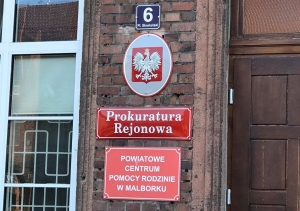 6
Prokuratura
Rejonowa
POWIATOWE
CENTRUM
POMOCY RODZINIE
W MALBORKU